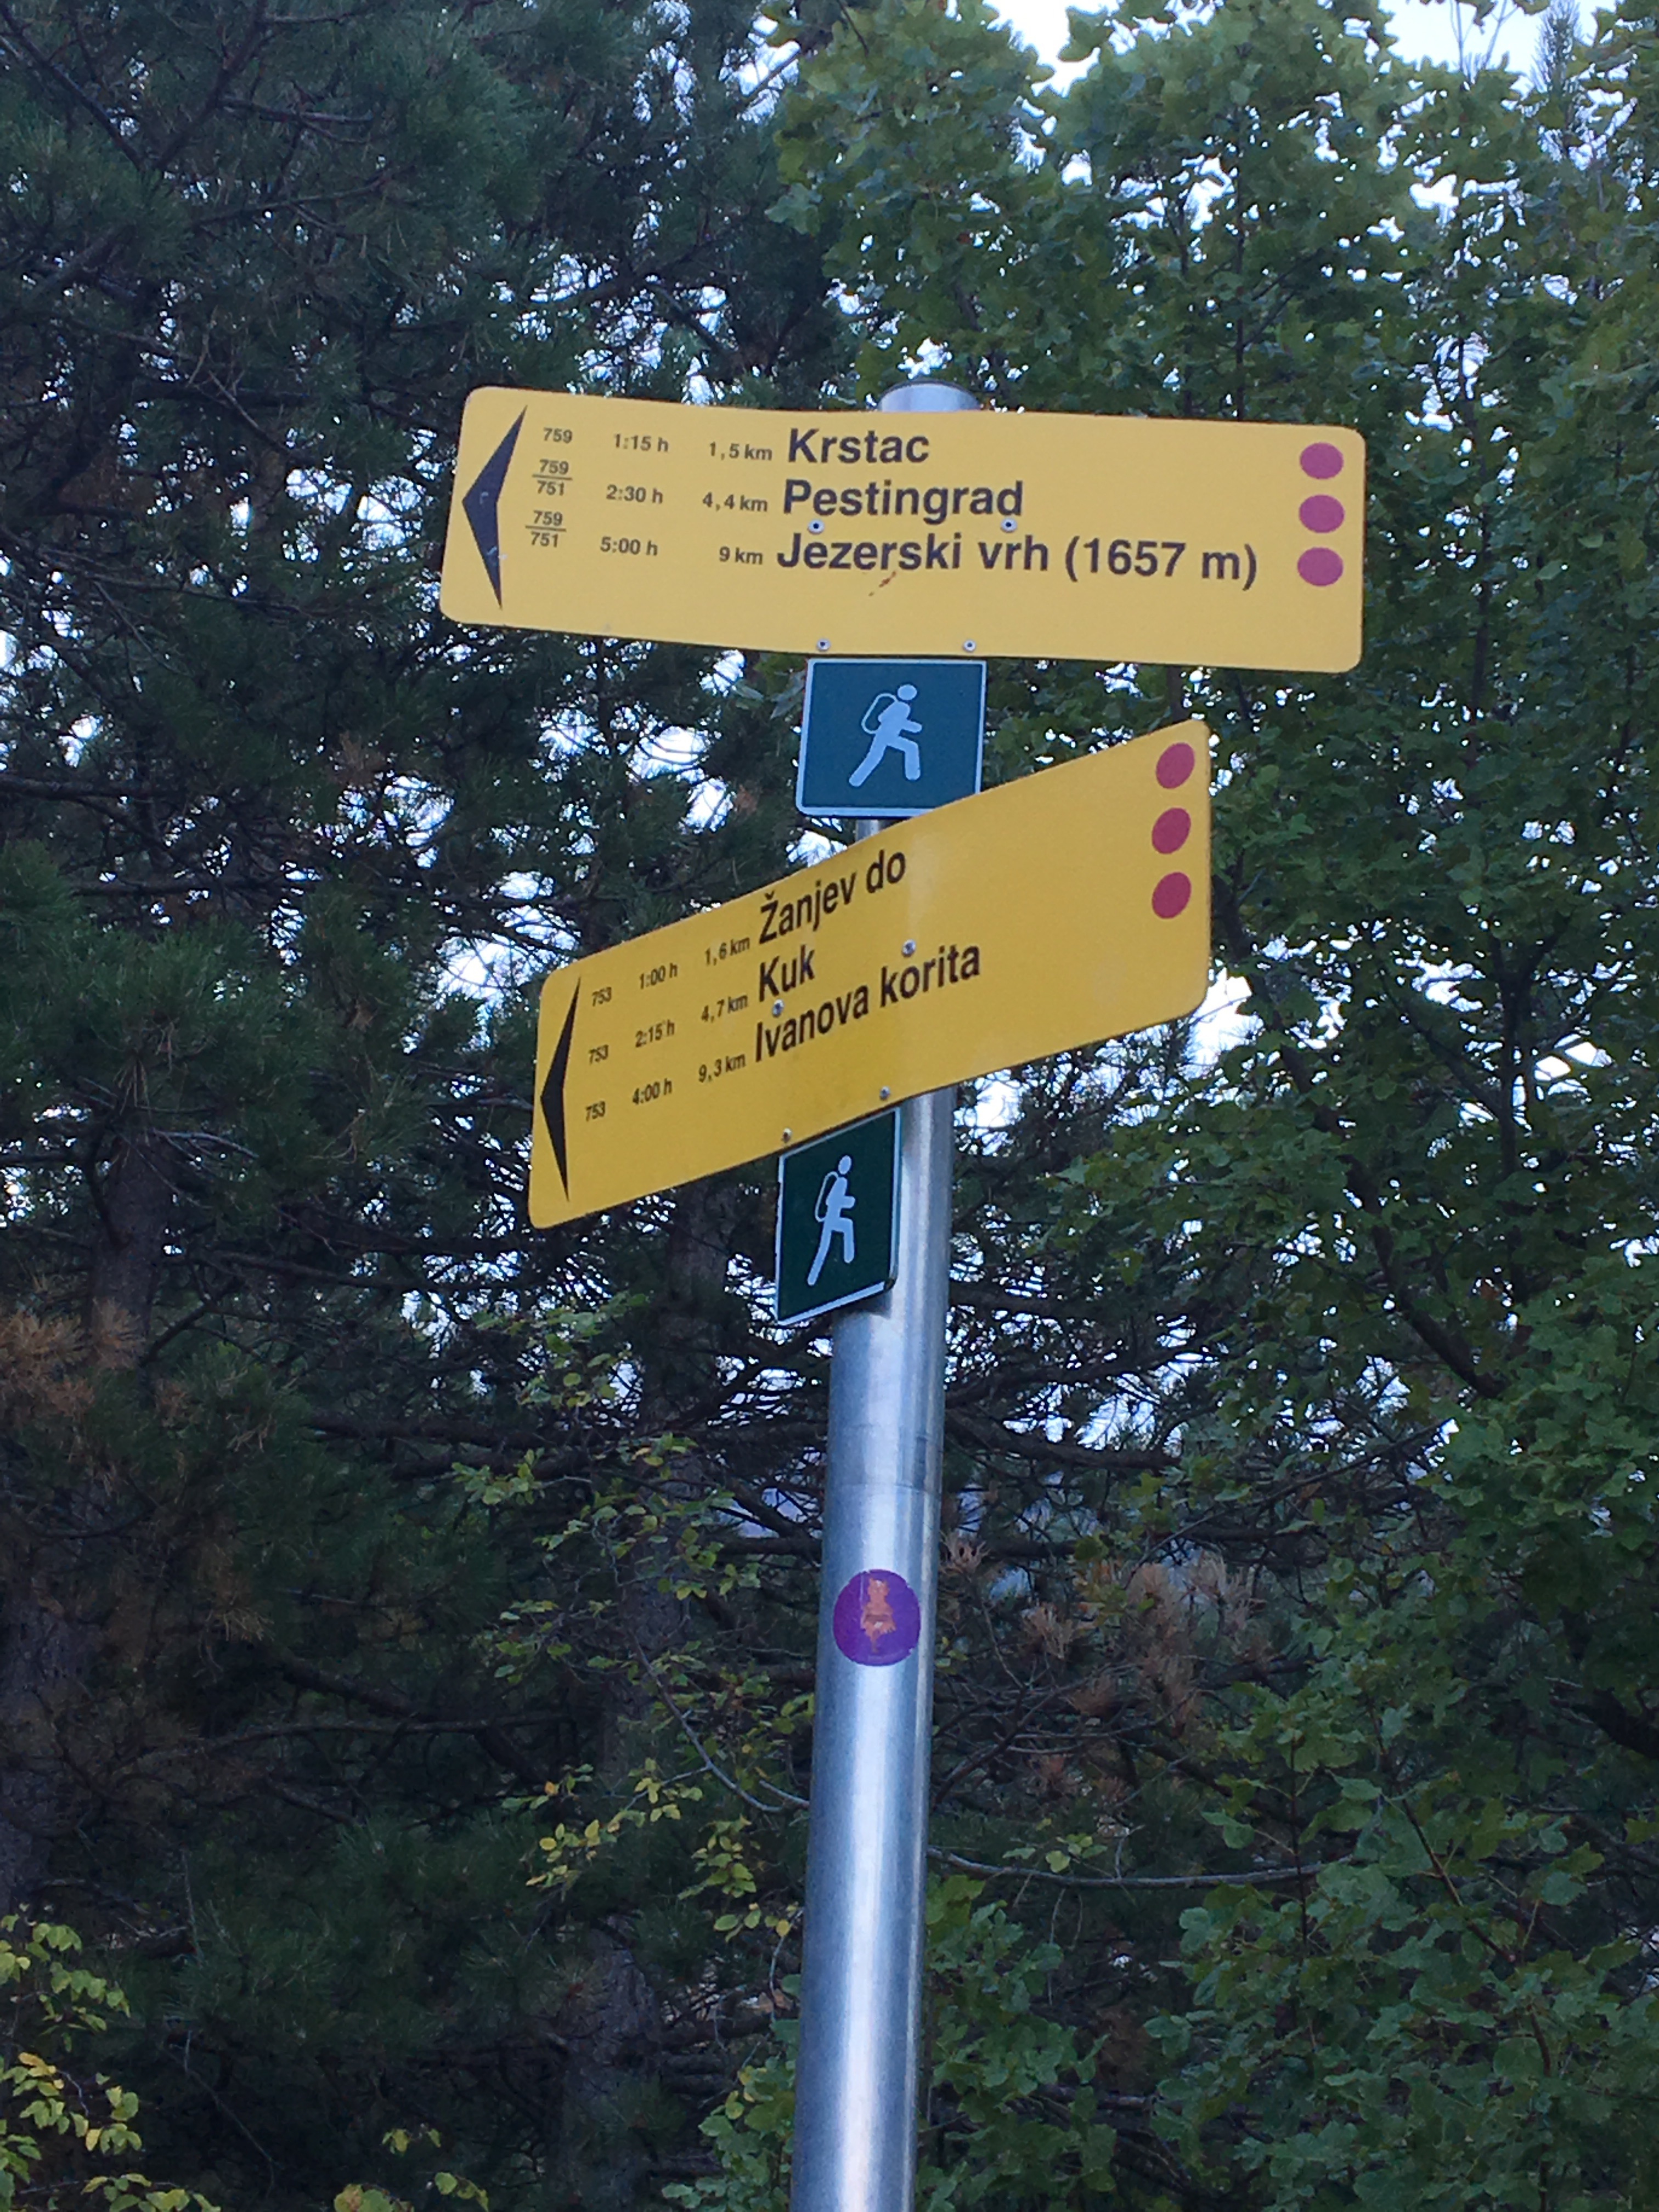 759 1:15 h 1,5 km Krstac
759/751 2:30 h 4,4 km Pestingrad
759/751 5:00 h 9 km Jezerski vrh (1657 m)
753 1:00 h 1,6 km Žanjev do
753 2:15 h 4,7 km Kuk
753 4:00 h 9,3 km Ivanova korita